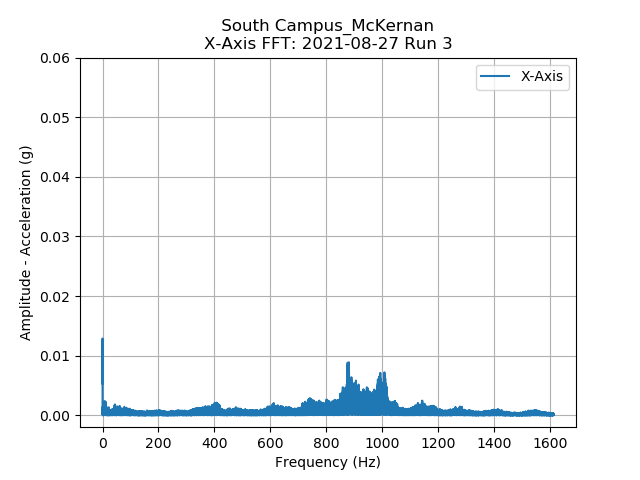 South Campus_McKernan
X-Axis FFT: 2021-08-27 Run 3
X-Axis
0.06
0.05
0.04
0.03
0.02
0.01
0.00
Amplitude - Acceleration (g)
0 200 400 600 800 1000 1200 1400 1600
Frequency (Hz)